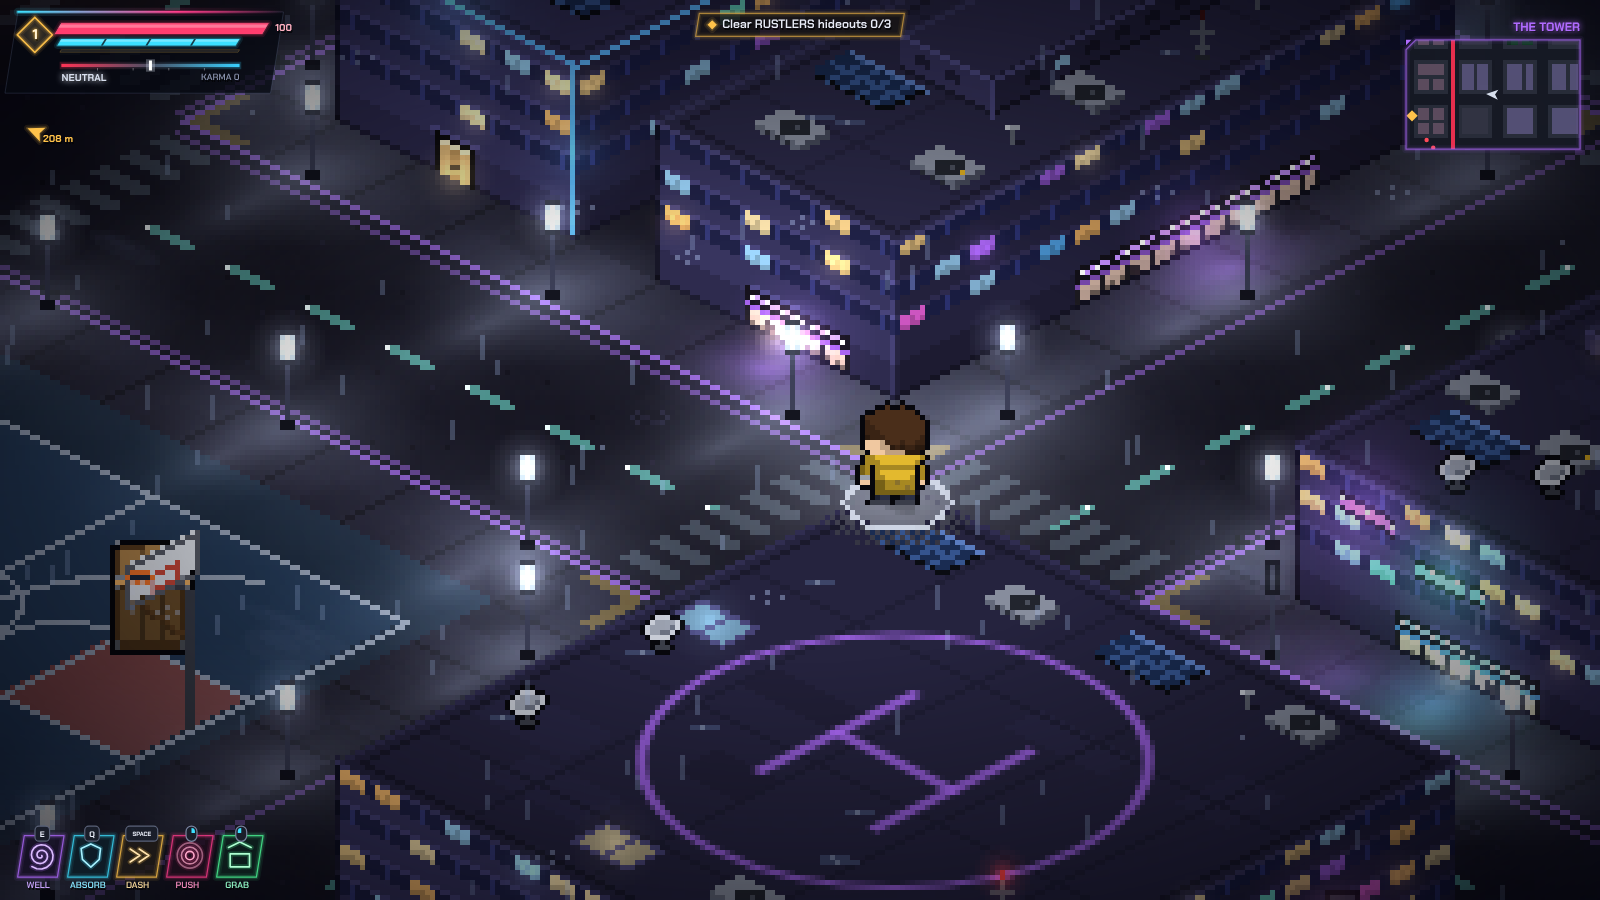 1
100
NEUTRAL
KARMA 0
Clear RUSTLERS hideouts 0/3
THE TOWER
208 m
H
E
Q
SPACE
WELL
ABSORB
DASH
PUSH
GRAB